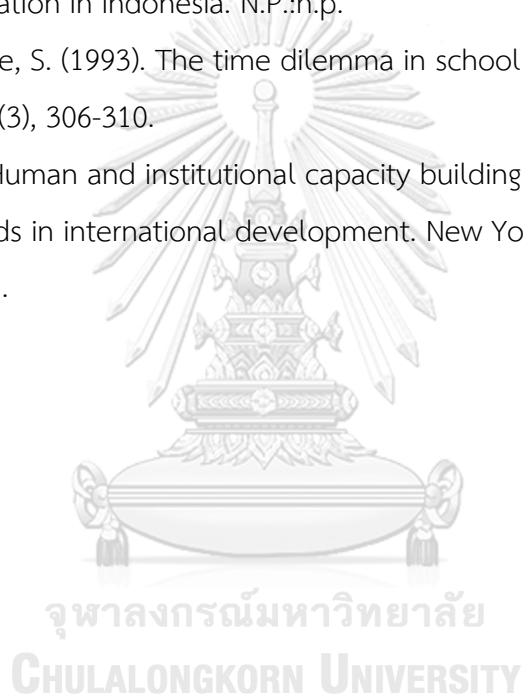 ation in Indonesia. N.P.:n.p.
e, S. (1993). The time dilemma in school
(3), 306-310.
Human and institutional capacity building
ds in international development. New Yo
.
จุฬาลงกรณ์มหาวิทยาลัย
CHULALONGKORN UNIVERSITY